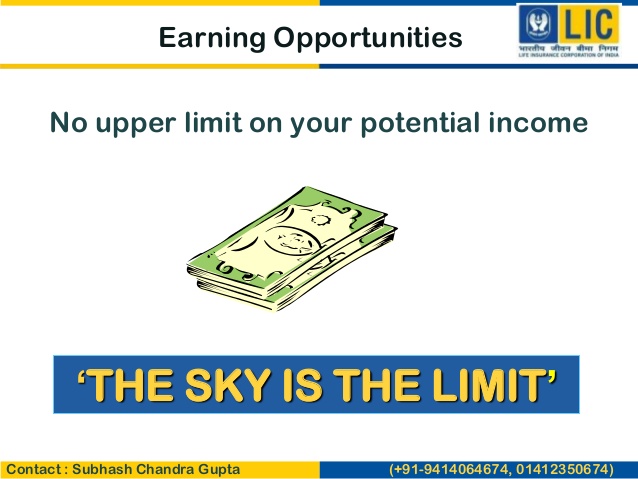 Earning Opportunities
LIC
भारतीय जीवन बीमा निगम
LIFE INSURANCE CORPORATION OF INDIA
No upper limit on your potential income
‘THE SKY IS THE LIMIT’
Contact : Subhash Chandra Gupta (+91-9414064674, 01412350674)